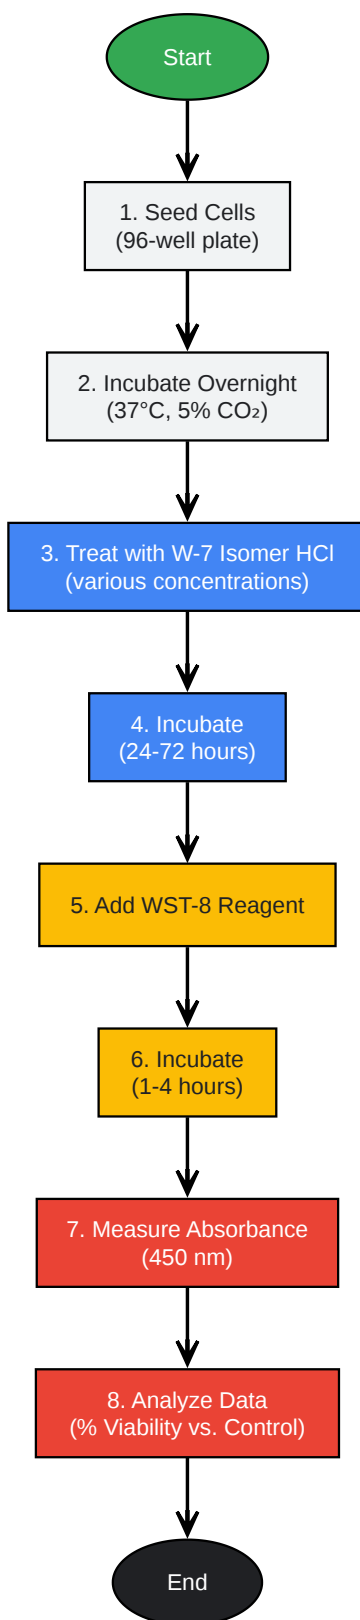 Start
1. Seed Cells
(96-well plate)
2. Incubate Overnight
(37°C, 5% CO₂)
3. Treat with W-7 Isomer HCl
(various concentrations)
4. Incubate
(24-72 hours)
5. Add WST-8 Reagent
6. Incubate
(1-4 hours)
7. Measure Absorbance
(450 nm)
8. Analyze Data
(% Viability vs. Control)
End